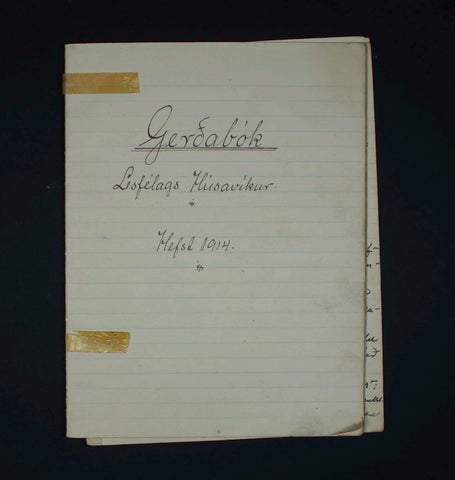 Gerðabók
Lesfélags Húsavíkur.
Hefst 1914.